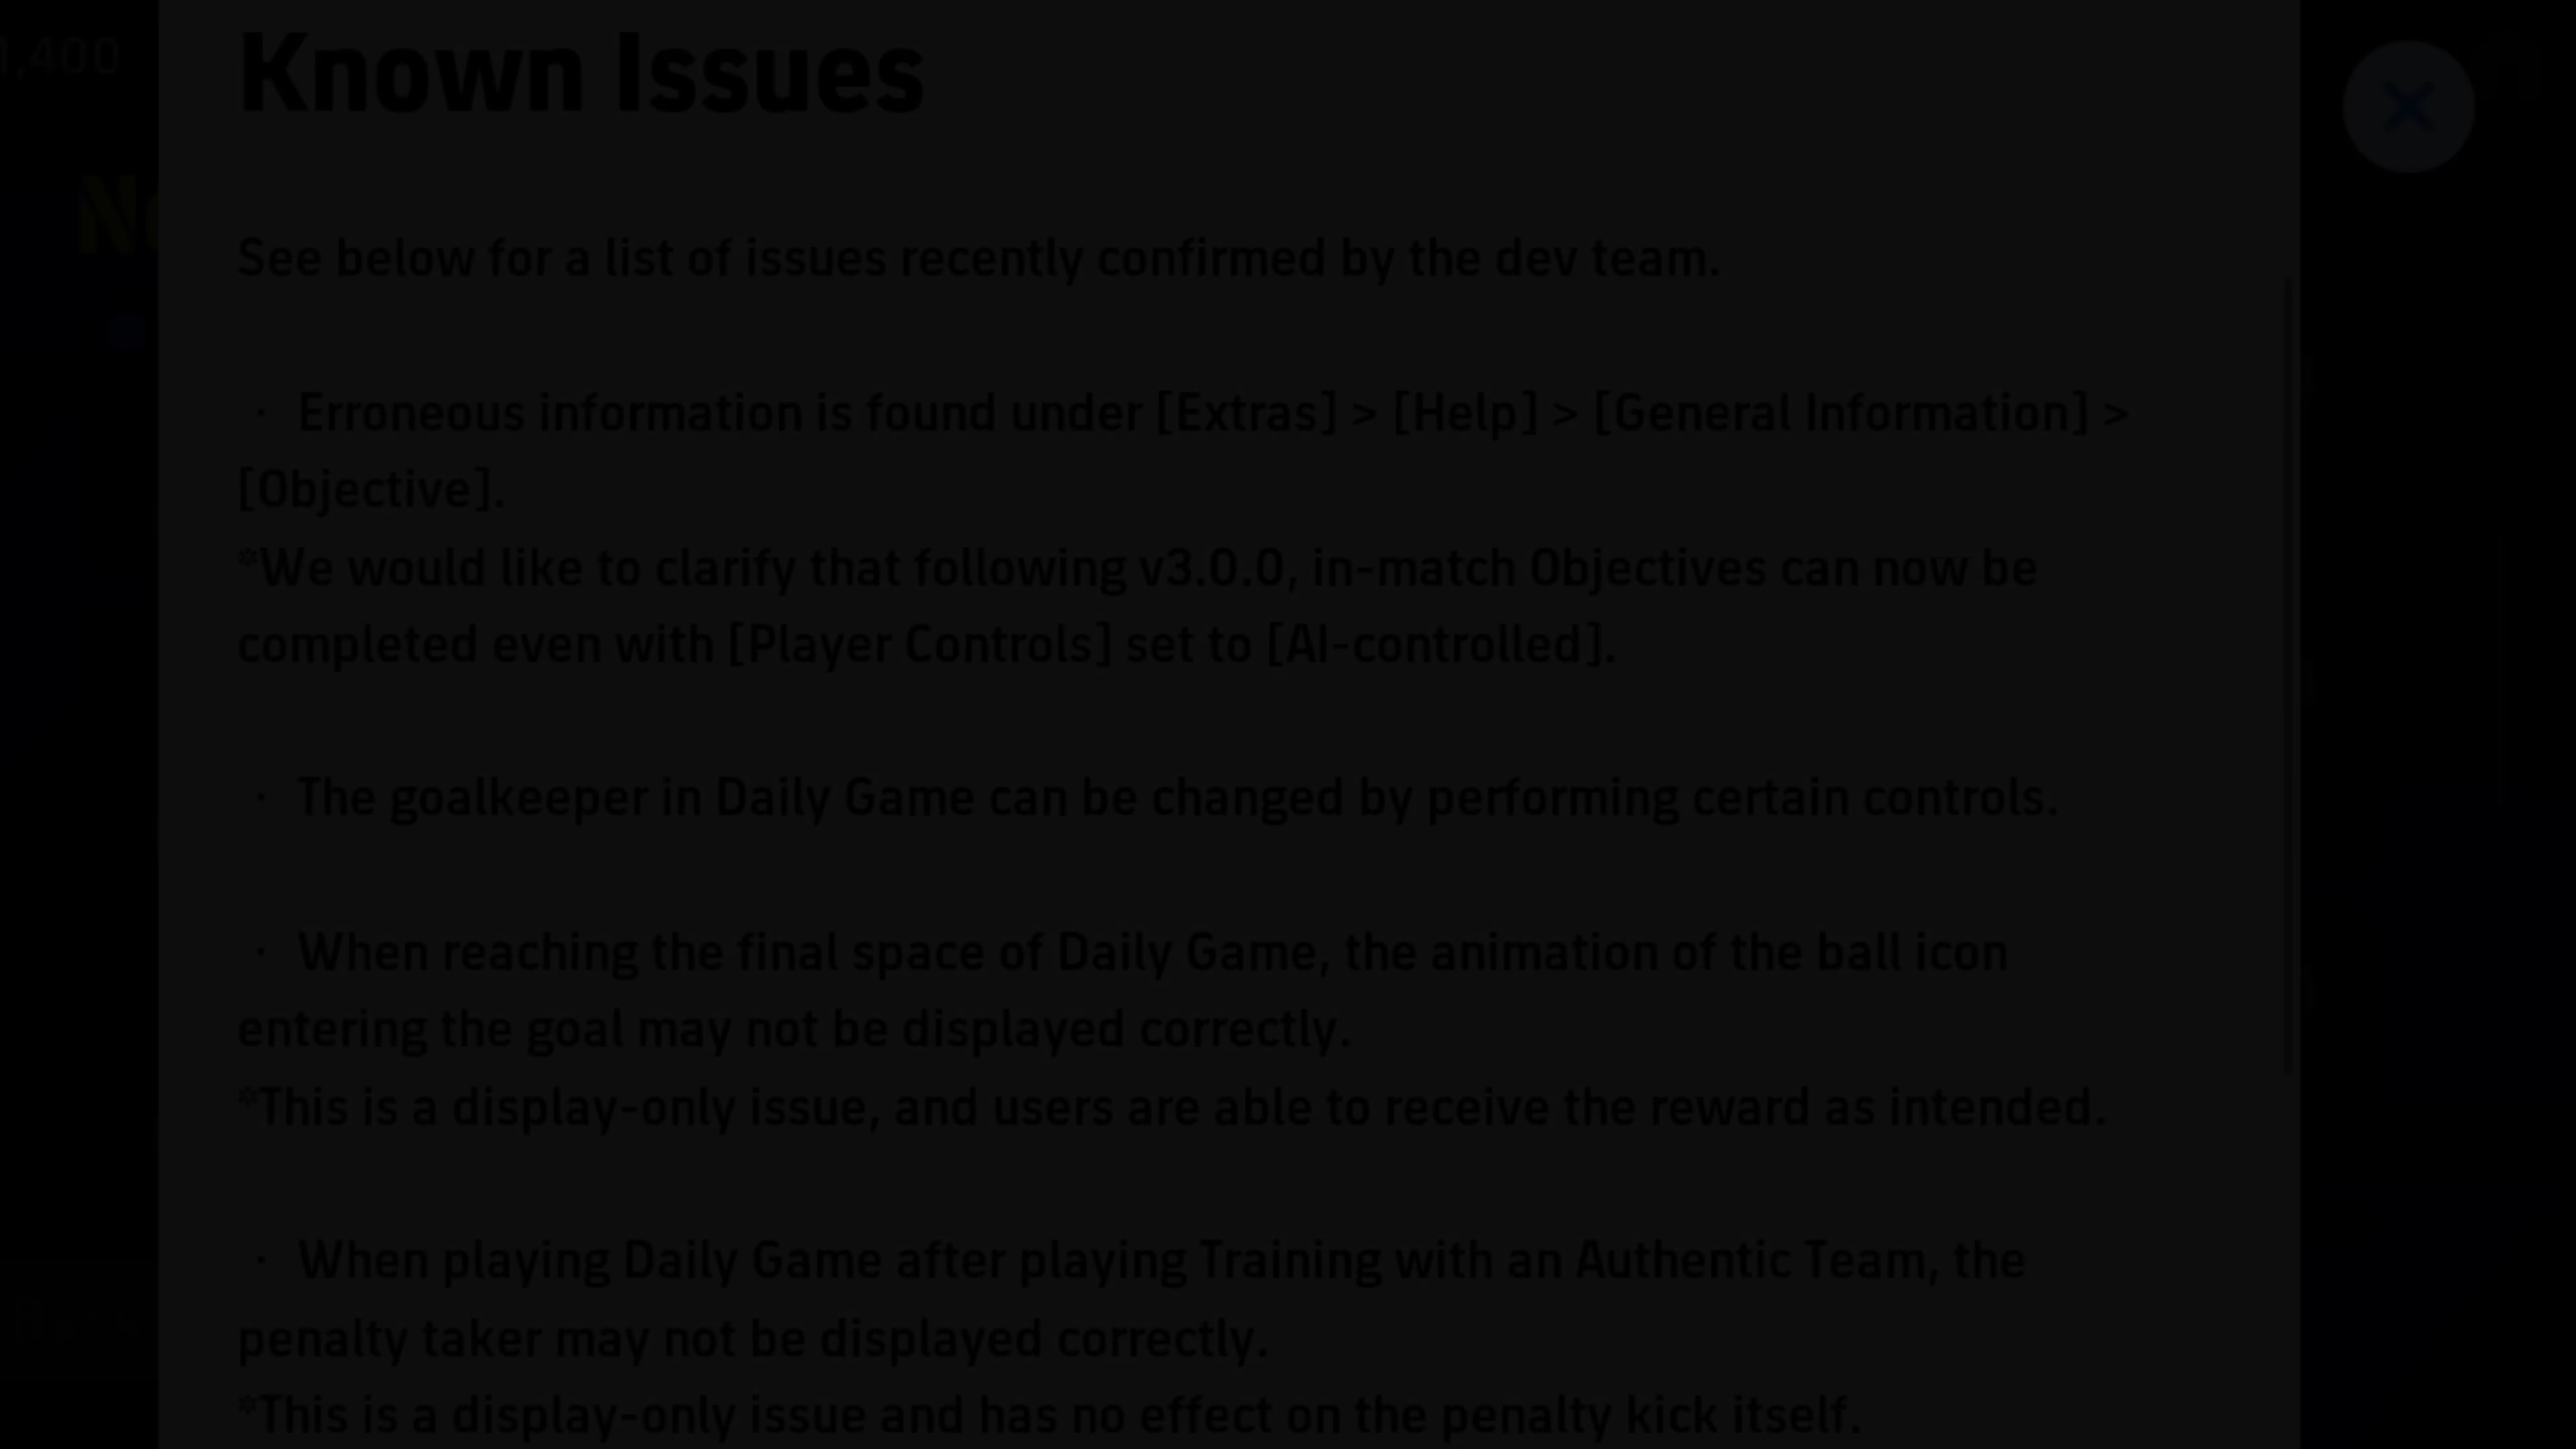 1,400
Known Issues
No
See below for a list of issues recently confirmed by the dev team.
· Erroneous information is found under [Extras] > [Help] > [General Information] >
[Objective].
*We would like to clarify that following v3.0.0, in-match Objectives can now be
completed even with [Player Controls] set to [AI-controlled].
· The goalkeeper in Daily Game can be changed by performing certain controls.
· When reaching the final space of Daily Game, the animation of the ball icon
entering the goal may not be displayed correctly.
*This is a display-only issue, and users are able to receive the reward as intended.
· When playing Daily Game after playing Training with an Authentic Team, the
penalty taker may not be displayed correctly.
*This is a display-only issue and has no effect on the penalty kick itself.